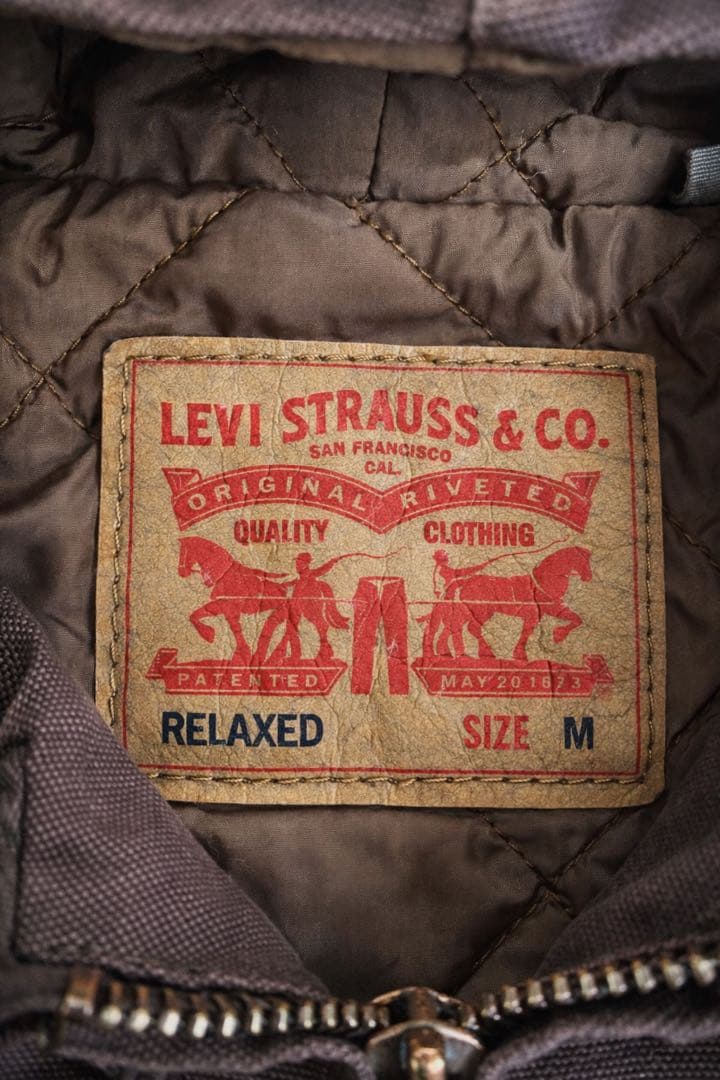 LEVI STRAUSS & CO.
SAN FRANCISCO
CAL.
ORIGINAL RIVETED
QUALITY CLOTHING
PATENTED MAY 20 1873
RELAXED SIZE M